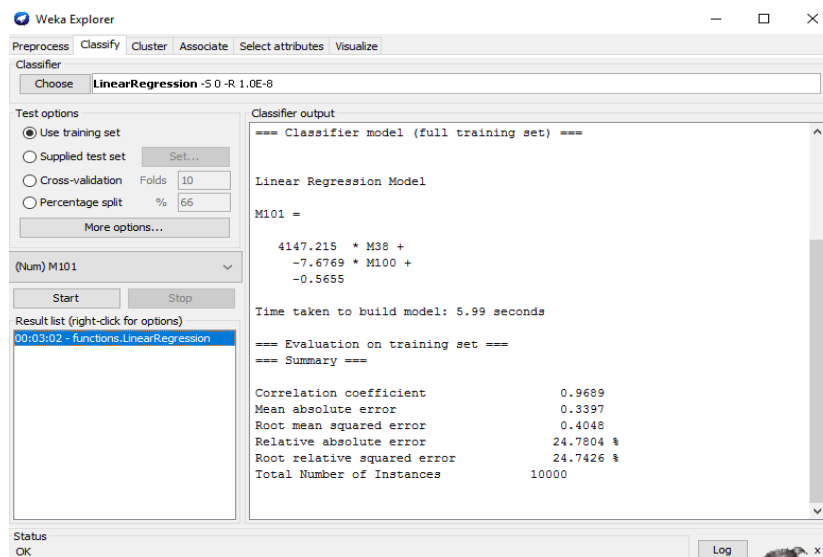 Weka Explorer
Preprocess Classify Cluster Associate Select attributes Visualize
Classifier
Choose LinearRegression -S 0 -R 1.0E-8
Test options
Use training set
Supplied test set Set...
Cross-validation Folds 10
Percentage split % 66
More options...
(Num) M101
Start Stop
Result list (right-click for options)
00:03:02 - functions.LinearRegression
Classifier output
=== Classifier model (full training set) ===
Linear Regression Model
M101 =
4147.215 * M38 +
-7.6769 * M100 +
-0.5655
Time taken to build model: 5.99 seconds
=== Evaluation on training set ===
=== Summary ===
Correlation coefficient 0.9689
Mean absolute error 0.3397
Root mean squared error 0.4048
Relative absolute error 24.7804 %
Root relative squared error 24.7426 %
Total Number of Instances 10000
Status
OK
Log
x